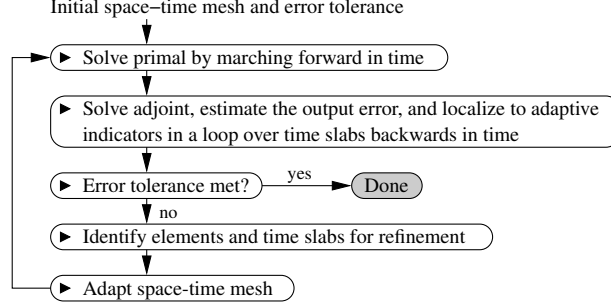 Initial space−time mesh and error tolerance
Solve primal by marching forward in time
Solve adjoint, estimate the output error, and localize to adaptive
indicators in a loop over time slabs backwards in time
Error tolerance met?
yes
Done
no
Identify elements and time slabs for refinement
Adapt space-time mesh